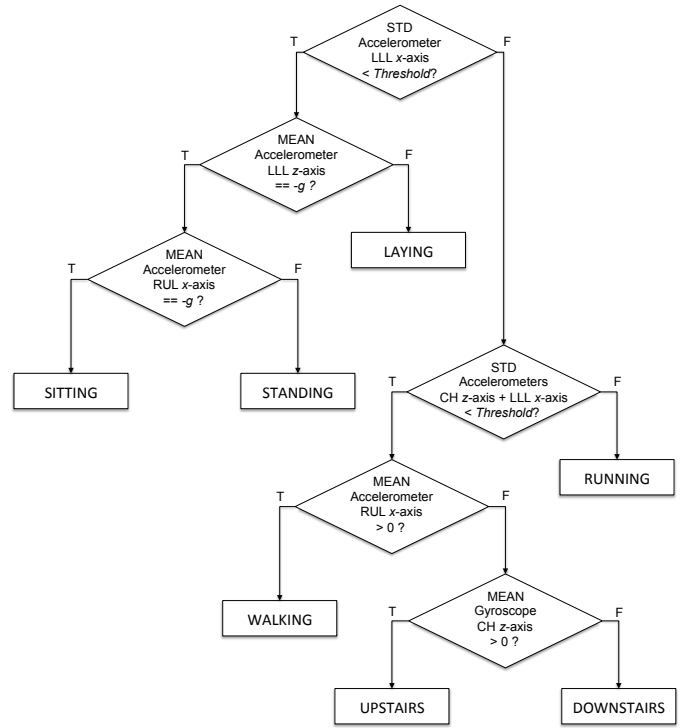 STD
Accelerometer
LLL x-axis
< Threshold?
T
F
MEAN
Accelerometer
LLL z-axis
== -g ?
T
F
LAYING
MEAN
Accelerometer
RUL x-axis
== -g ?
T
F
SITTING
STANDING
STD
Accelerometers
CH z-axis + LLL x-axis
< Threshold?
T
F
RUNNING
MEAN
Accelerometer
RUL x-axis
> 0 ?
T
F
WALKING
MEAN
Gyroscope
CH z-axis
> 0 ?
T
F
UPSTAIRS
DOWNSTAIRS